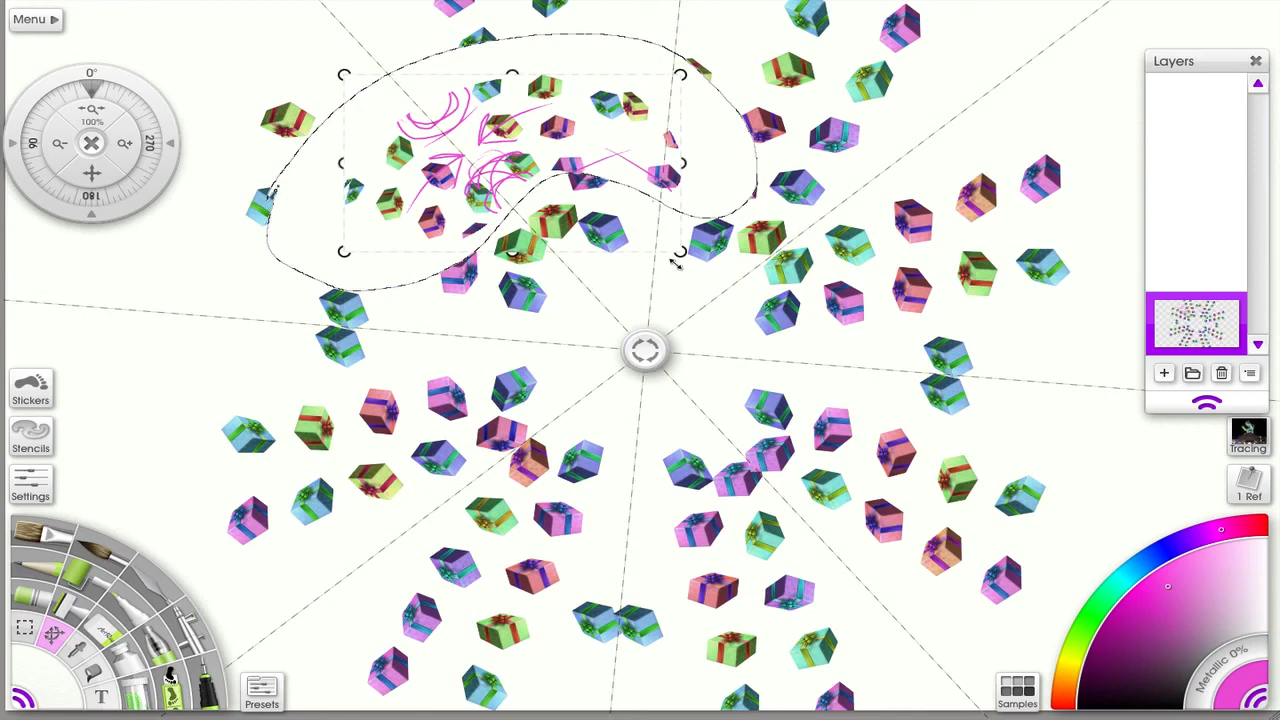 Menu
0°
100%
90
270
180
Layers
Stickers
Stencils
Settings
Tracing
1 Ref
T
Presets
Samples
Metallic 0%